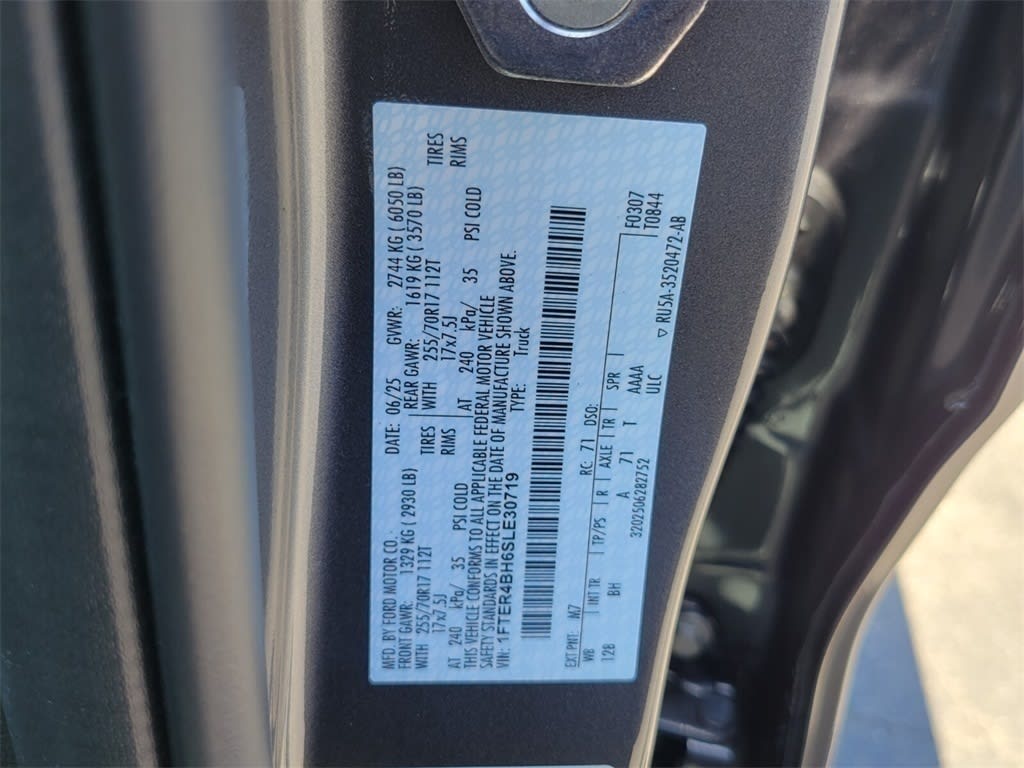 MFD. BY FORD MOTOR CO. DATE: 06/25 GVWR: 2744 KG ( 6050 LB)
FRONT GAWR: 1329 KG ( 2930 LB) REAR GAWR: 1619 KG ( 3570 LB)
WITH 255/70R17 112T TIRES WITH 255/70R17 112T TIRES
17x7.5J RIMS 17x7.5J RIMS
AT 240 kPa/ 35 PSI COLD AT 240 kPa/ 35 PSI COLD
THIS VEHICLE CONFORMS TO ALL APPLICABLE FEDERAL MOTOR VEHICLE
SAFETY STANDARDS IN EFFECT ON THE DATE OF MANUFACTURE SHOWN ABOVE.
VIN: 1FTER4BH6SLE30719 TYPE: Truck
EXT PNT: M7 RC: 71 DSO: F0307
WB INT TR TP/PS R AXLE TR SPR T0844
128 BH A 71 T AAAA
3202506282752 ULC
RU5A-3520472-AB